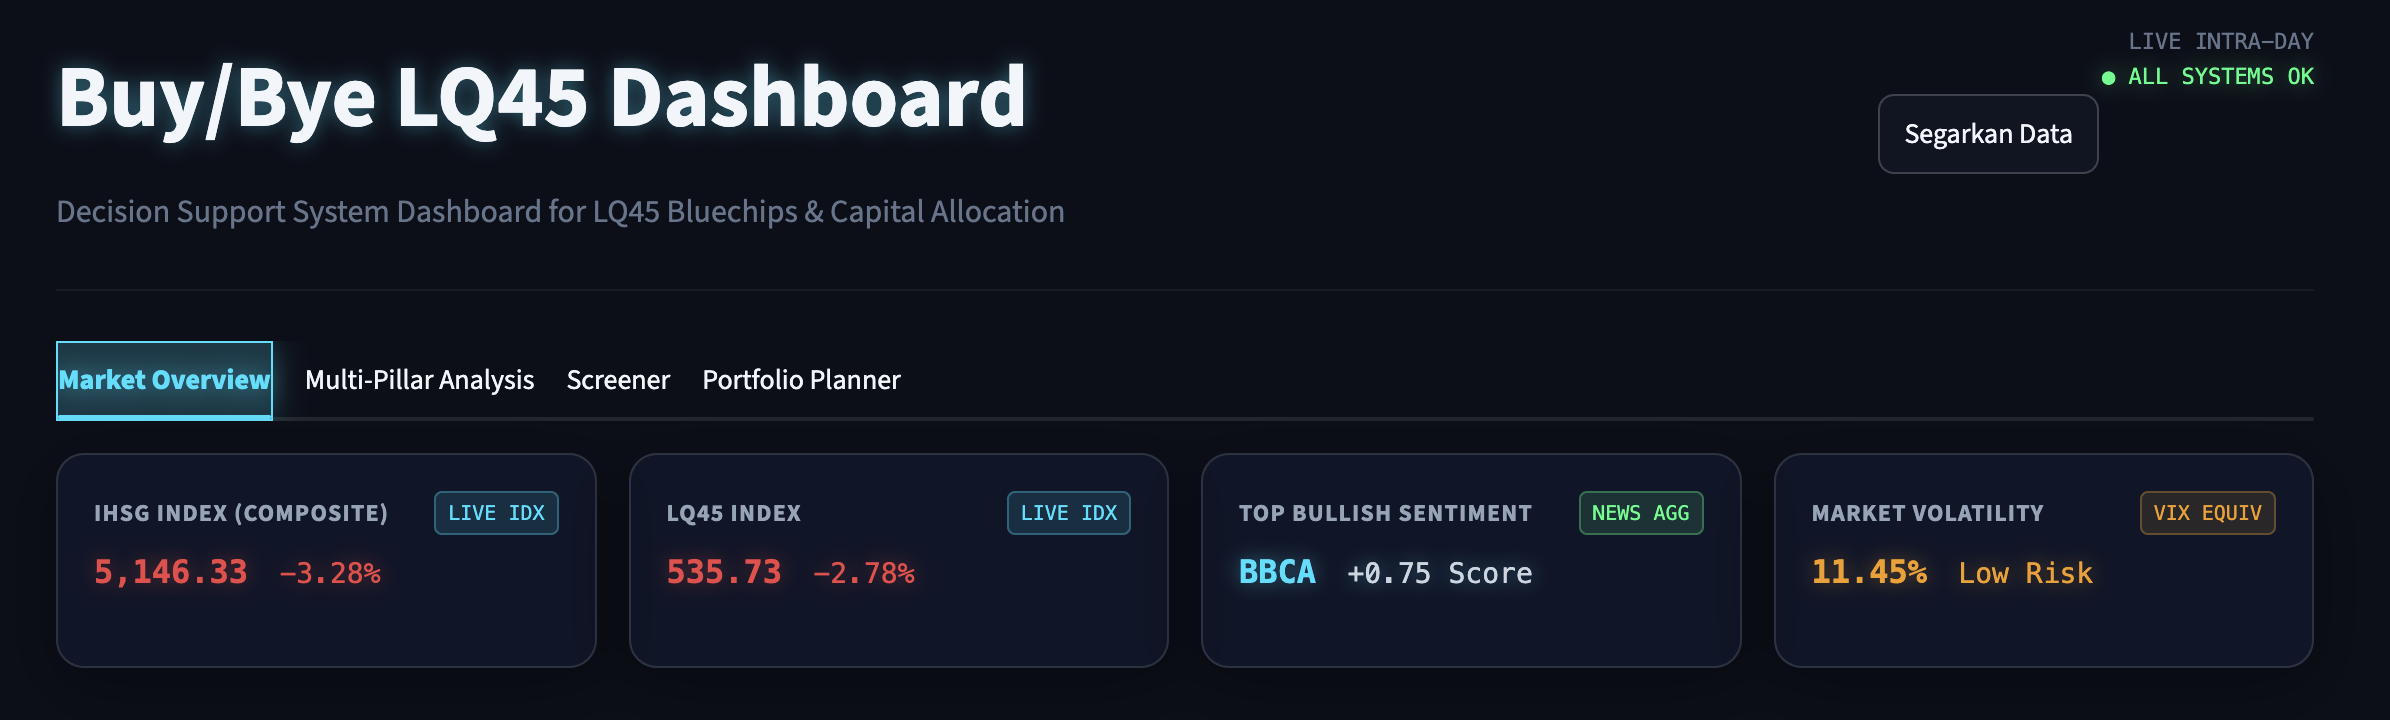 LIVE INTRA-DAY
● ALL SYSTEMS OK
Buy/Bye LQ45 Dashboard
Segarkan Data
Decision Support System Dashboard for LQ45 Bluechips & Capital Allocation
Market Overview Multi-Pillar Analysis Screener Portfolio Planner
IHSG INDEX (COMPOSITE) LIVE IDX
5,146.33 −3.28%
LQ45 INDEX LIVE IDX
535.73 −2.78%
TOP BULLISH SENTIMENT NEWS AGG
BBCA +0.75 Score
MARKET VOLATILITY VIX EQUIV
11.45% Low Risk